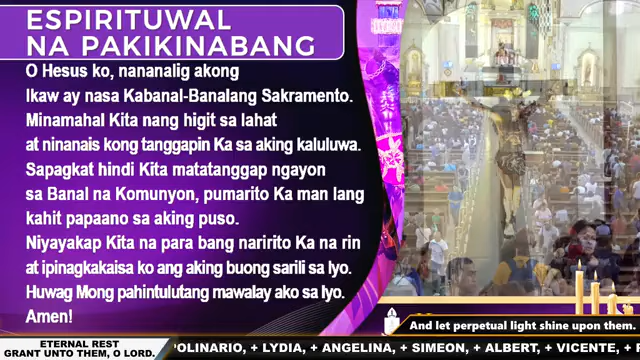 ESPIRITUWAL
NA PAKIKINABANG
O Hesus ko, nananalig akong
Ikaw ay nasa Kabanal-Banalang Sakramento.
Minamahal Kita nang higit sa lahat
at ninanais kong tanggapin Ka sa aking kaluluwa.
Sapagkat hindi Kita matatanggap ngayon
sa Banal na Komunyon, pumarito Ka man lang
kahit papaano sa aking puso.
Niyayakap Kita na para bang naririto Ka na rin
at ipinagkakaisa ko ang aking buong sarili sa Iyo.
Huwag Mong pahintulutang mawalay ako sa Iyo.
Amen!
And let perpetual light shine upon them.
ETERNAL REST
GRANT UNTO THEM, O LORD.
POLINARIO, + LYDIA, + ANGELINA, + SIMEON, + ALBERT, + VICENTE, +